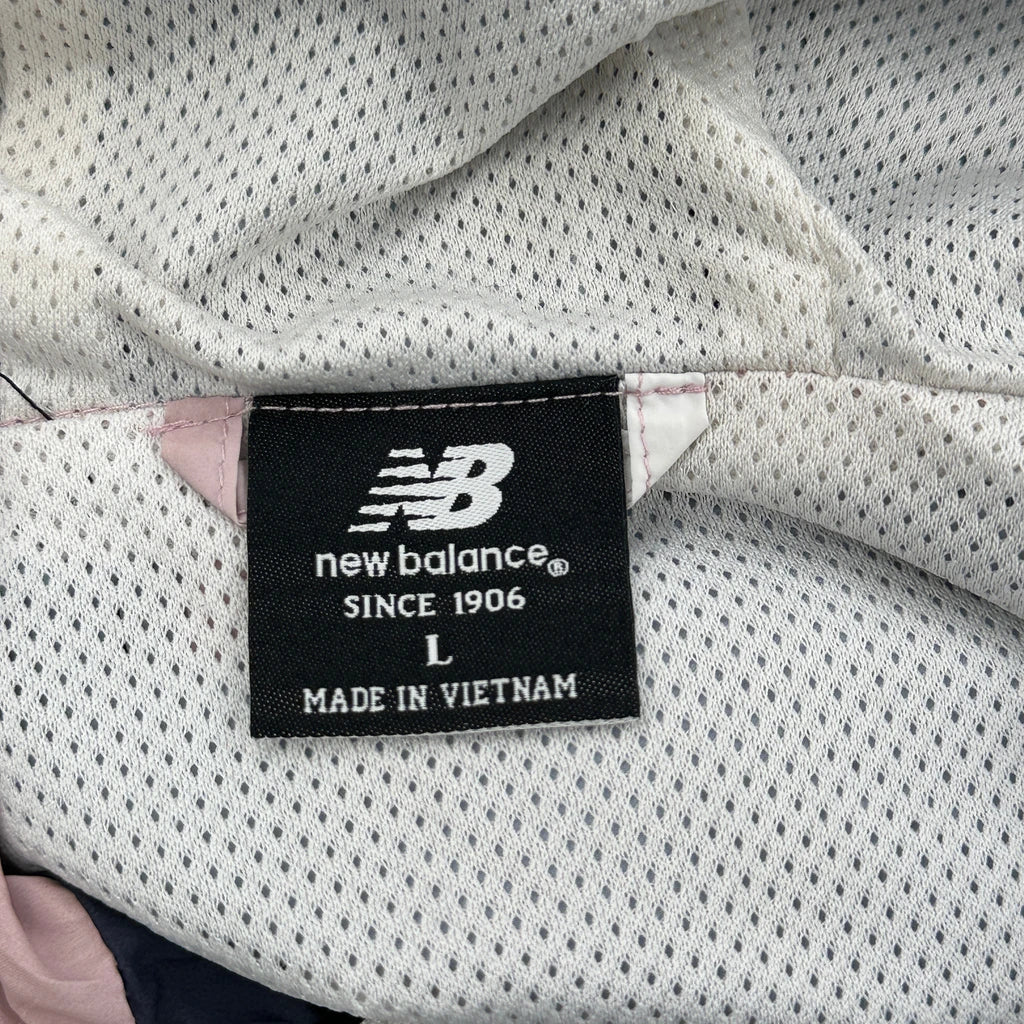 NB
new balance®
SINCE 1906
L
MADE IN VIETNAM